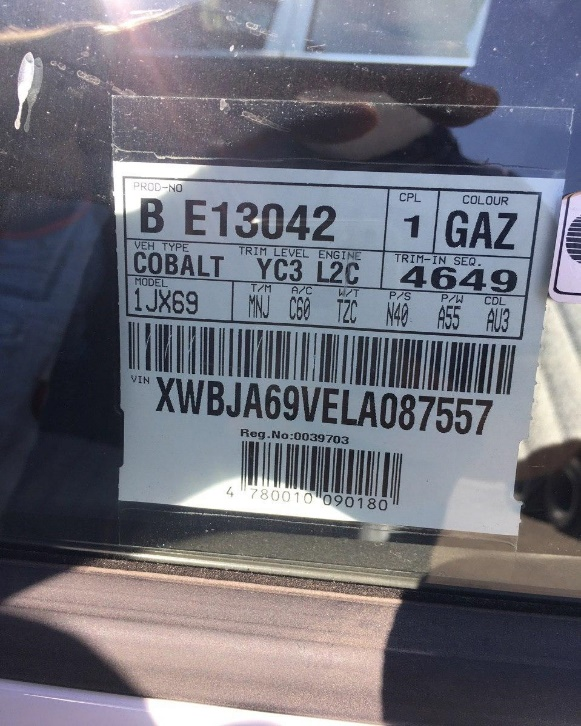 PROD-NO CPL COLOUR
B E13042 1 GAZ
VEH TYPE TRIM LEVEL ENGINE TRIM-IN SEQ.
COBALT YC3 L2C 4649
MODEL T/M A/C W/T P/S P/W CDL
1JX69 MNJ C60 TZC N40 A55 AU3
VIN XWBJA69VELA087557
Reg.No:0039703
4 780010 090180